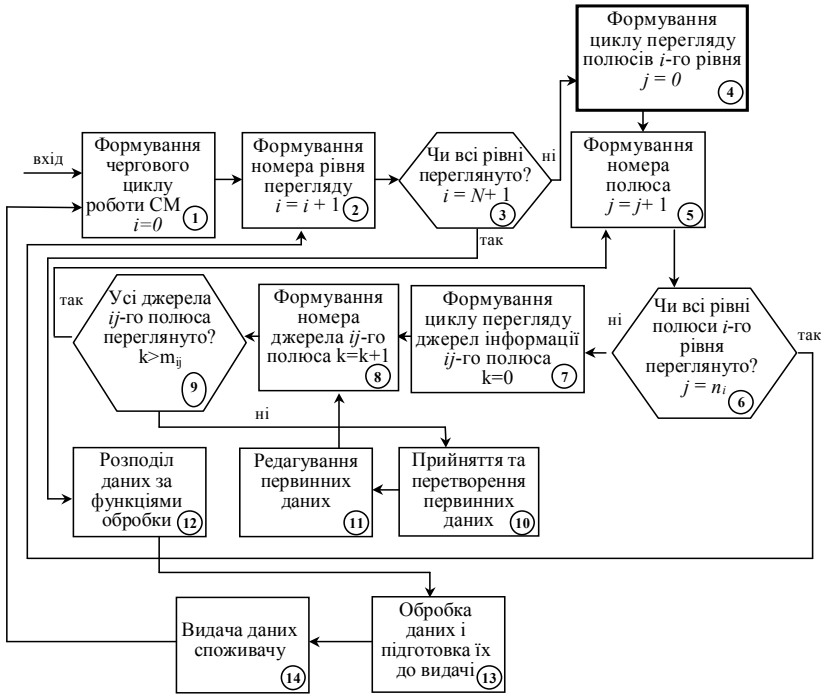 Формування
циклу перегляду
полюсів i-го рівня
j = 0
4
вхід
Формування
чергового
циклу
роботи СМ
i=0
1
Формування
номера рівня
перегляду
i = i + 1
2
Чи всі рівні
переглянуто?
i = N+ 1
3
ні
так
Формування
номера
полюса
j = j+ 1
5
так
Усі джерела
ij-го полюса
переглянуто?
k>mij
9
ні
Формування
номера
джерела ij-го
полюса k=k+1
8
Формування
циклу перегляду
джерел інформації
ij-го полюса
k=0
7
ні
Чи всі рівні
полюси i-го
рівня
переглянуто?
j = ni
6
так
Розподіл
даних за
функціями
обробки
12
Редагування
первинних
даних
11
Прийняття та
перетворення
первинних
даних
10
Видача даних
споживачу
14
Обробка
даних і
підготовка їх
до видачі
13